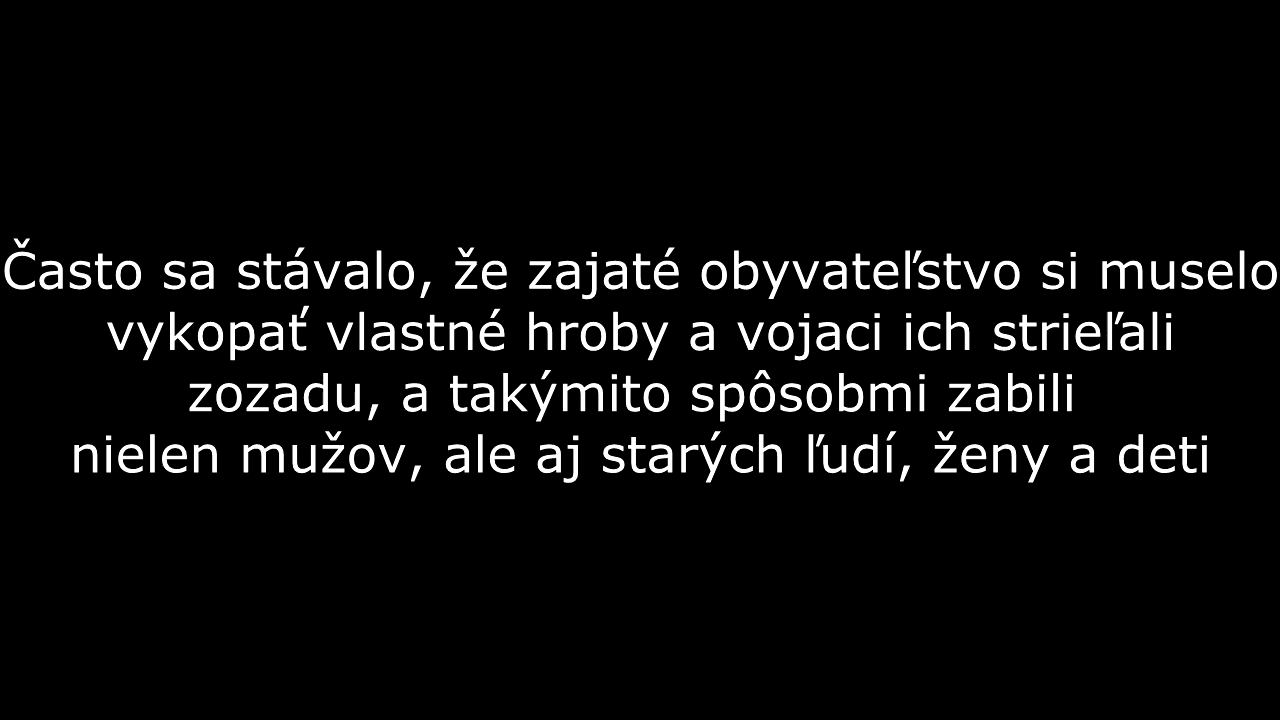 Často sa stávalo, že zajaté obyvateľstvo si muselo
vykopať vlastné hroby a vojaci ich strieľali
zozadu, a takýmito spôsobmi zabili
nielen mužov, ale aj starých ľudí, ženy a deti